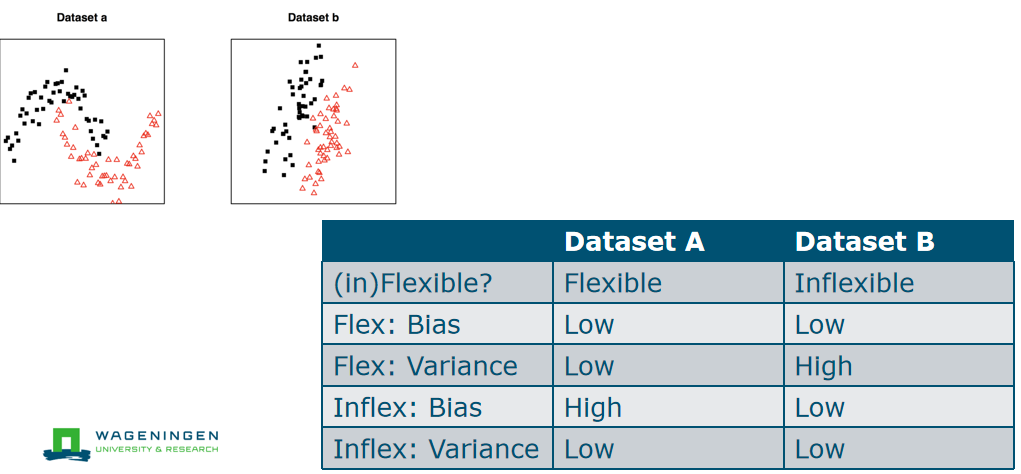 Dataset a
Dataset b
Dataset A Dataset B
(in)Flexible? Flexible Inflexible
Flex: Bias Low Low
Flex: Variance Low High
Inflex: Bias High Low
Inflex: Variance Low Low
WAGENINGEN
UNIVERSITY & RESEARCH